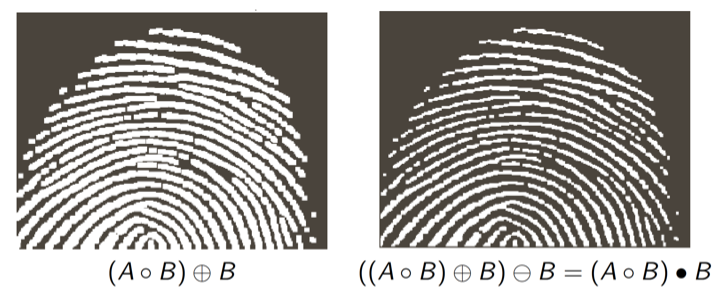 (A ∘ B) ⊕ B
((A ∘ B) ⊕ B) ⊖ B = (A ∘ B) • B